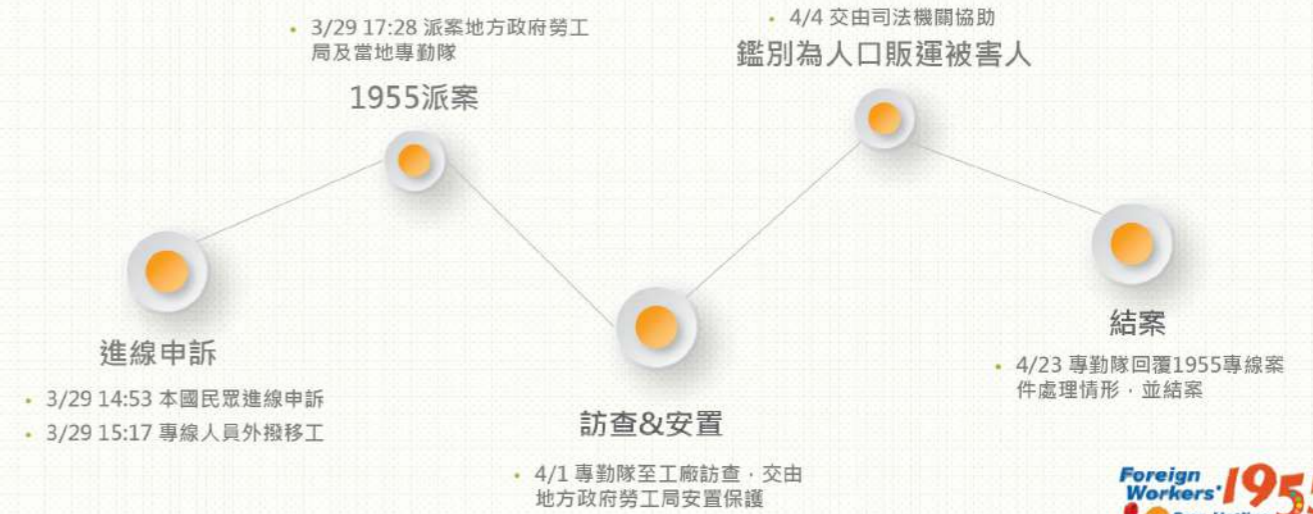 進線申訴
• 3/29 14:53 本國民眾進線申訴
• 3/29 15:17 專線人員外撥移工
• 3/29 17:28 派案地方政府勞工
局及當地專勤隊
1955派案
訪查&安置
• 4/1 專勤隊至工廠訪查，交由
地方政府勞工局安置保護
• 4/4 交由司法機關協助
鑑別為人口販運被害人
結案
• 4/23 專勤隊回覆1955專線案
件處理情形，並結案
Foreign
Workers'